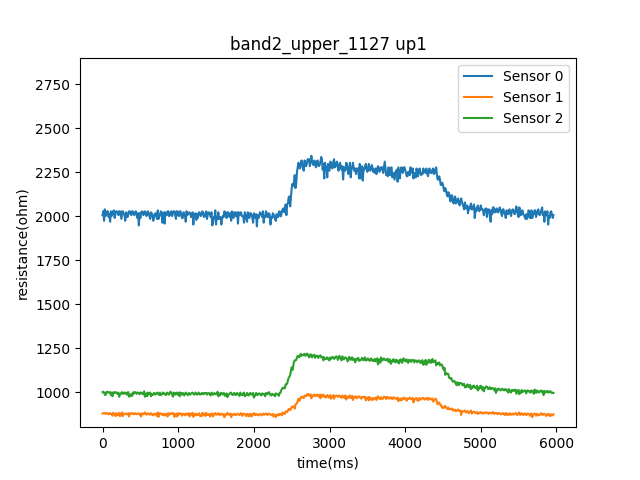 band2_upper_1127 up1
Sensor 0
Sensor 1
Sensor 2
resistance(ohm)
2750
2500
2250
2000
1750
1500
1250
1000
0
1000
2000
3000
4000
5000
6000
time(ms)